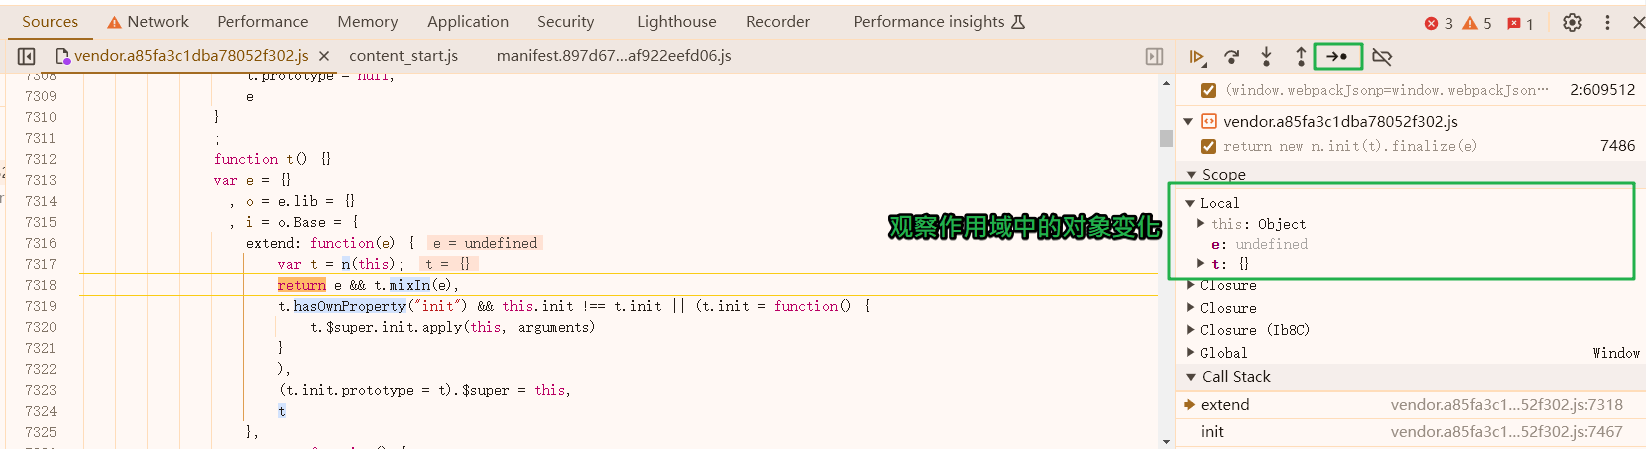 Sources Network Performance Memory Application Security Lighthouse Recorder Performance insights 3 5 1
vendor.a85fa3c1dba78052f302.js × content_start.js manifest.897d67...af922eefd06.js
7308 t.prototype = null,
7309 e
7310 }
7311 ;
7312 function t() {}
7313 var e = {}
7314 , o = e.lib = {}
7315 , i = o.Base = {
7316 extend: function(e) { e = undefined
7317 var t = n(this); t = {}
7318 return e && t.mixIn(e),
7319 t.hasOwnProperty("init") && this.init !== t.init || (t.init = function() {
7320 t.$super.init.apply(this, arguments)
7321 }
7322 ),
7323 (t.init.prototype = t).$super = this,
7324 t
7325 },
观察作用域中的对象变化
(window.webpackJsonp=window.webpackJson… 2:609512
vendor.a85fa3c1dba78052f302.js
return new n.init(t).finalize(e) 7486
Scope
Local
this: Object
e: undefined
t: {}
Closure
Closure
Closure (Ib8C)
Global Window
Call Stack
extend vendor.a85fa3c1...52f302.js:7318
init vendor.a85fa3c1...52f302.js:7467